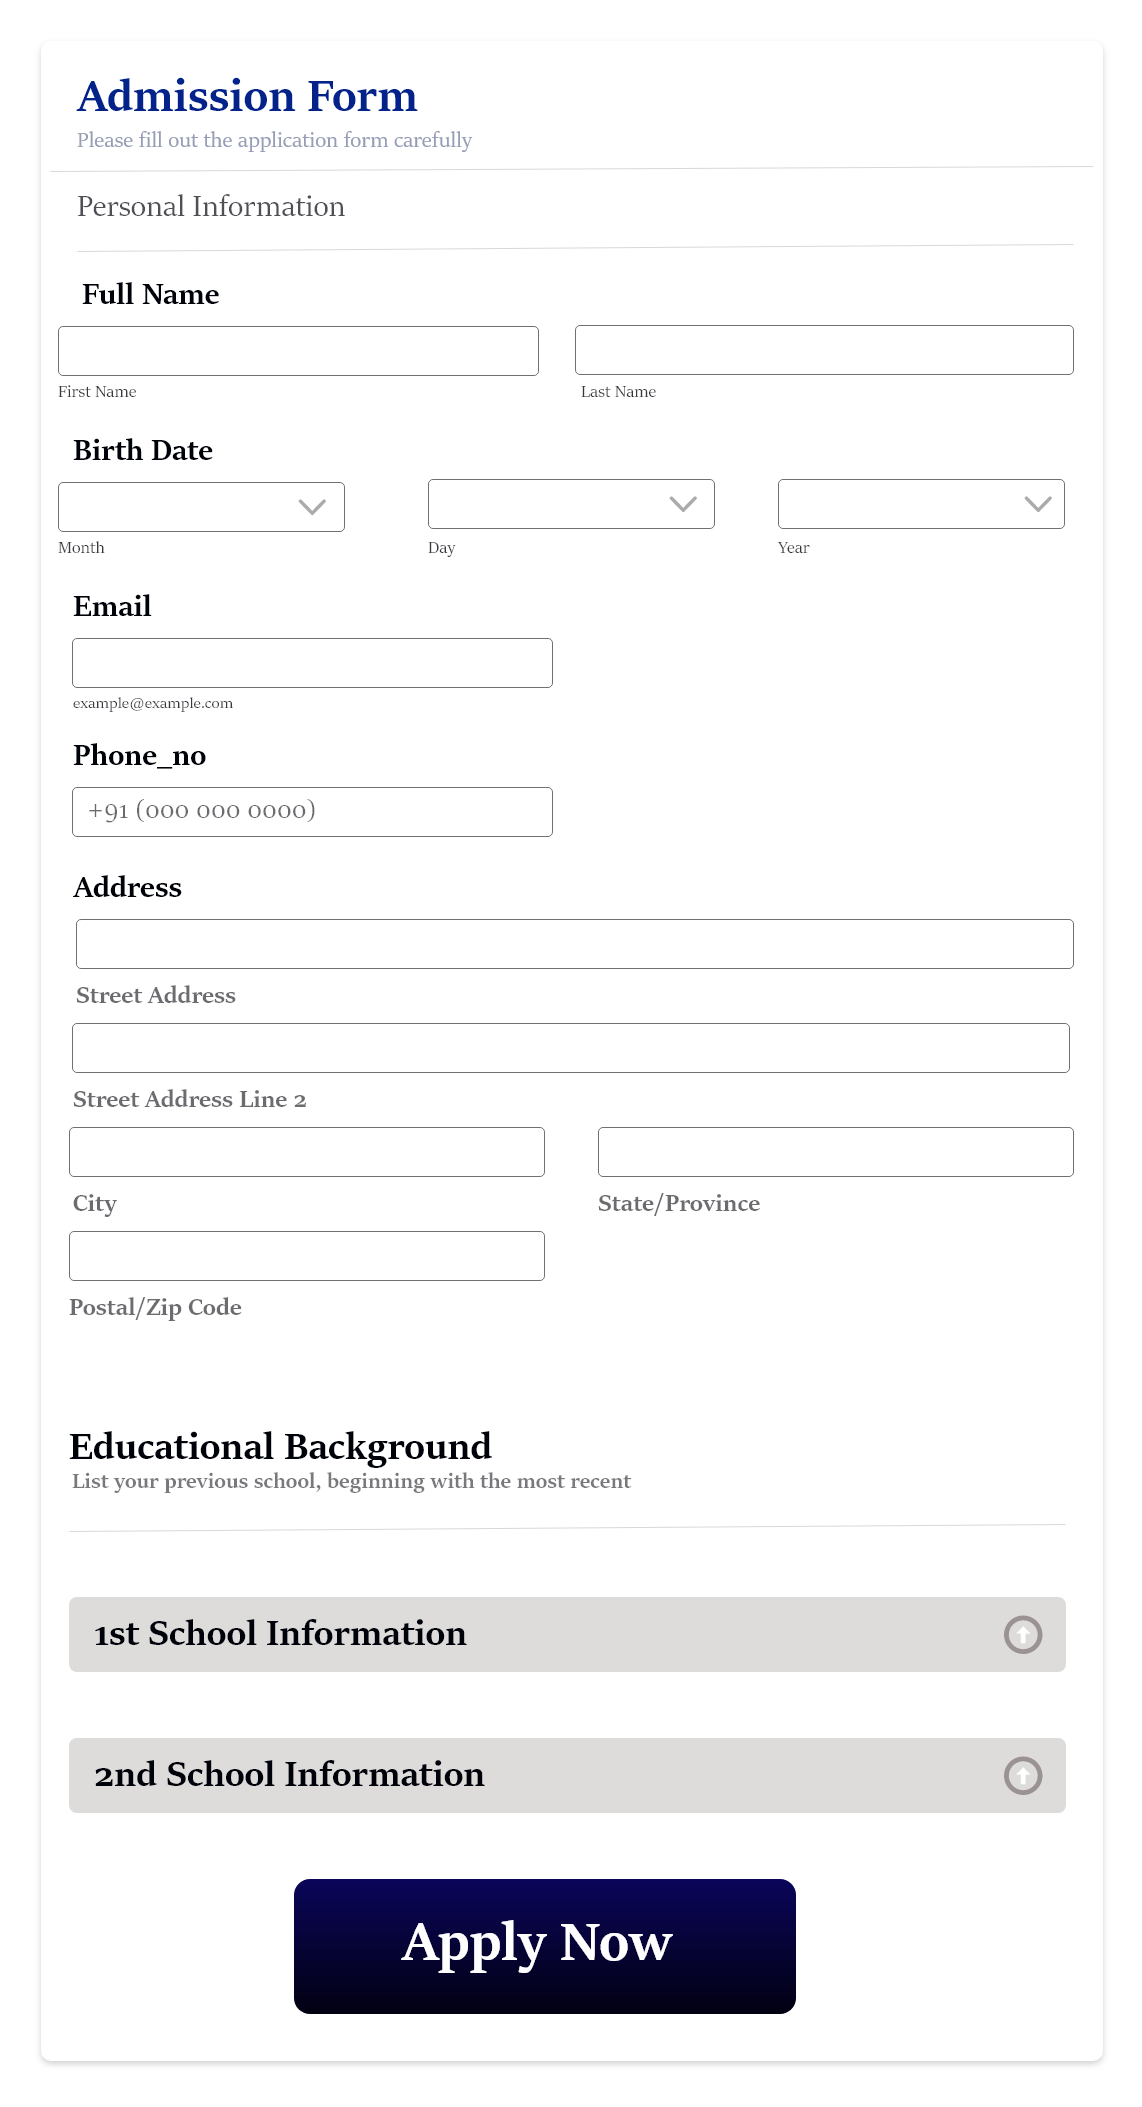 Admission Form
Please fill out the application form carefully
Personal Information
Full Name
First Name
Last Name
Birth Date
Month
Day
Year
Email
example@example.com
Phone_no
+91 (000 000 0000)
Address
Street Address
Street Address Line 2
City
State/Province
Postal/Zip Code
Educational Background
List your previous school, beginning with the most recent
1st School Information
2nd School Information
Apply Now